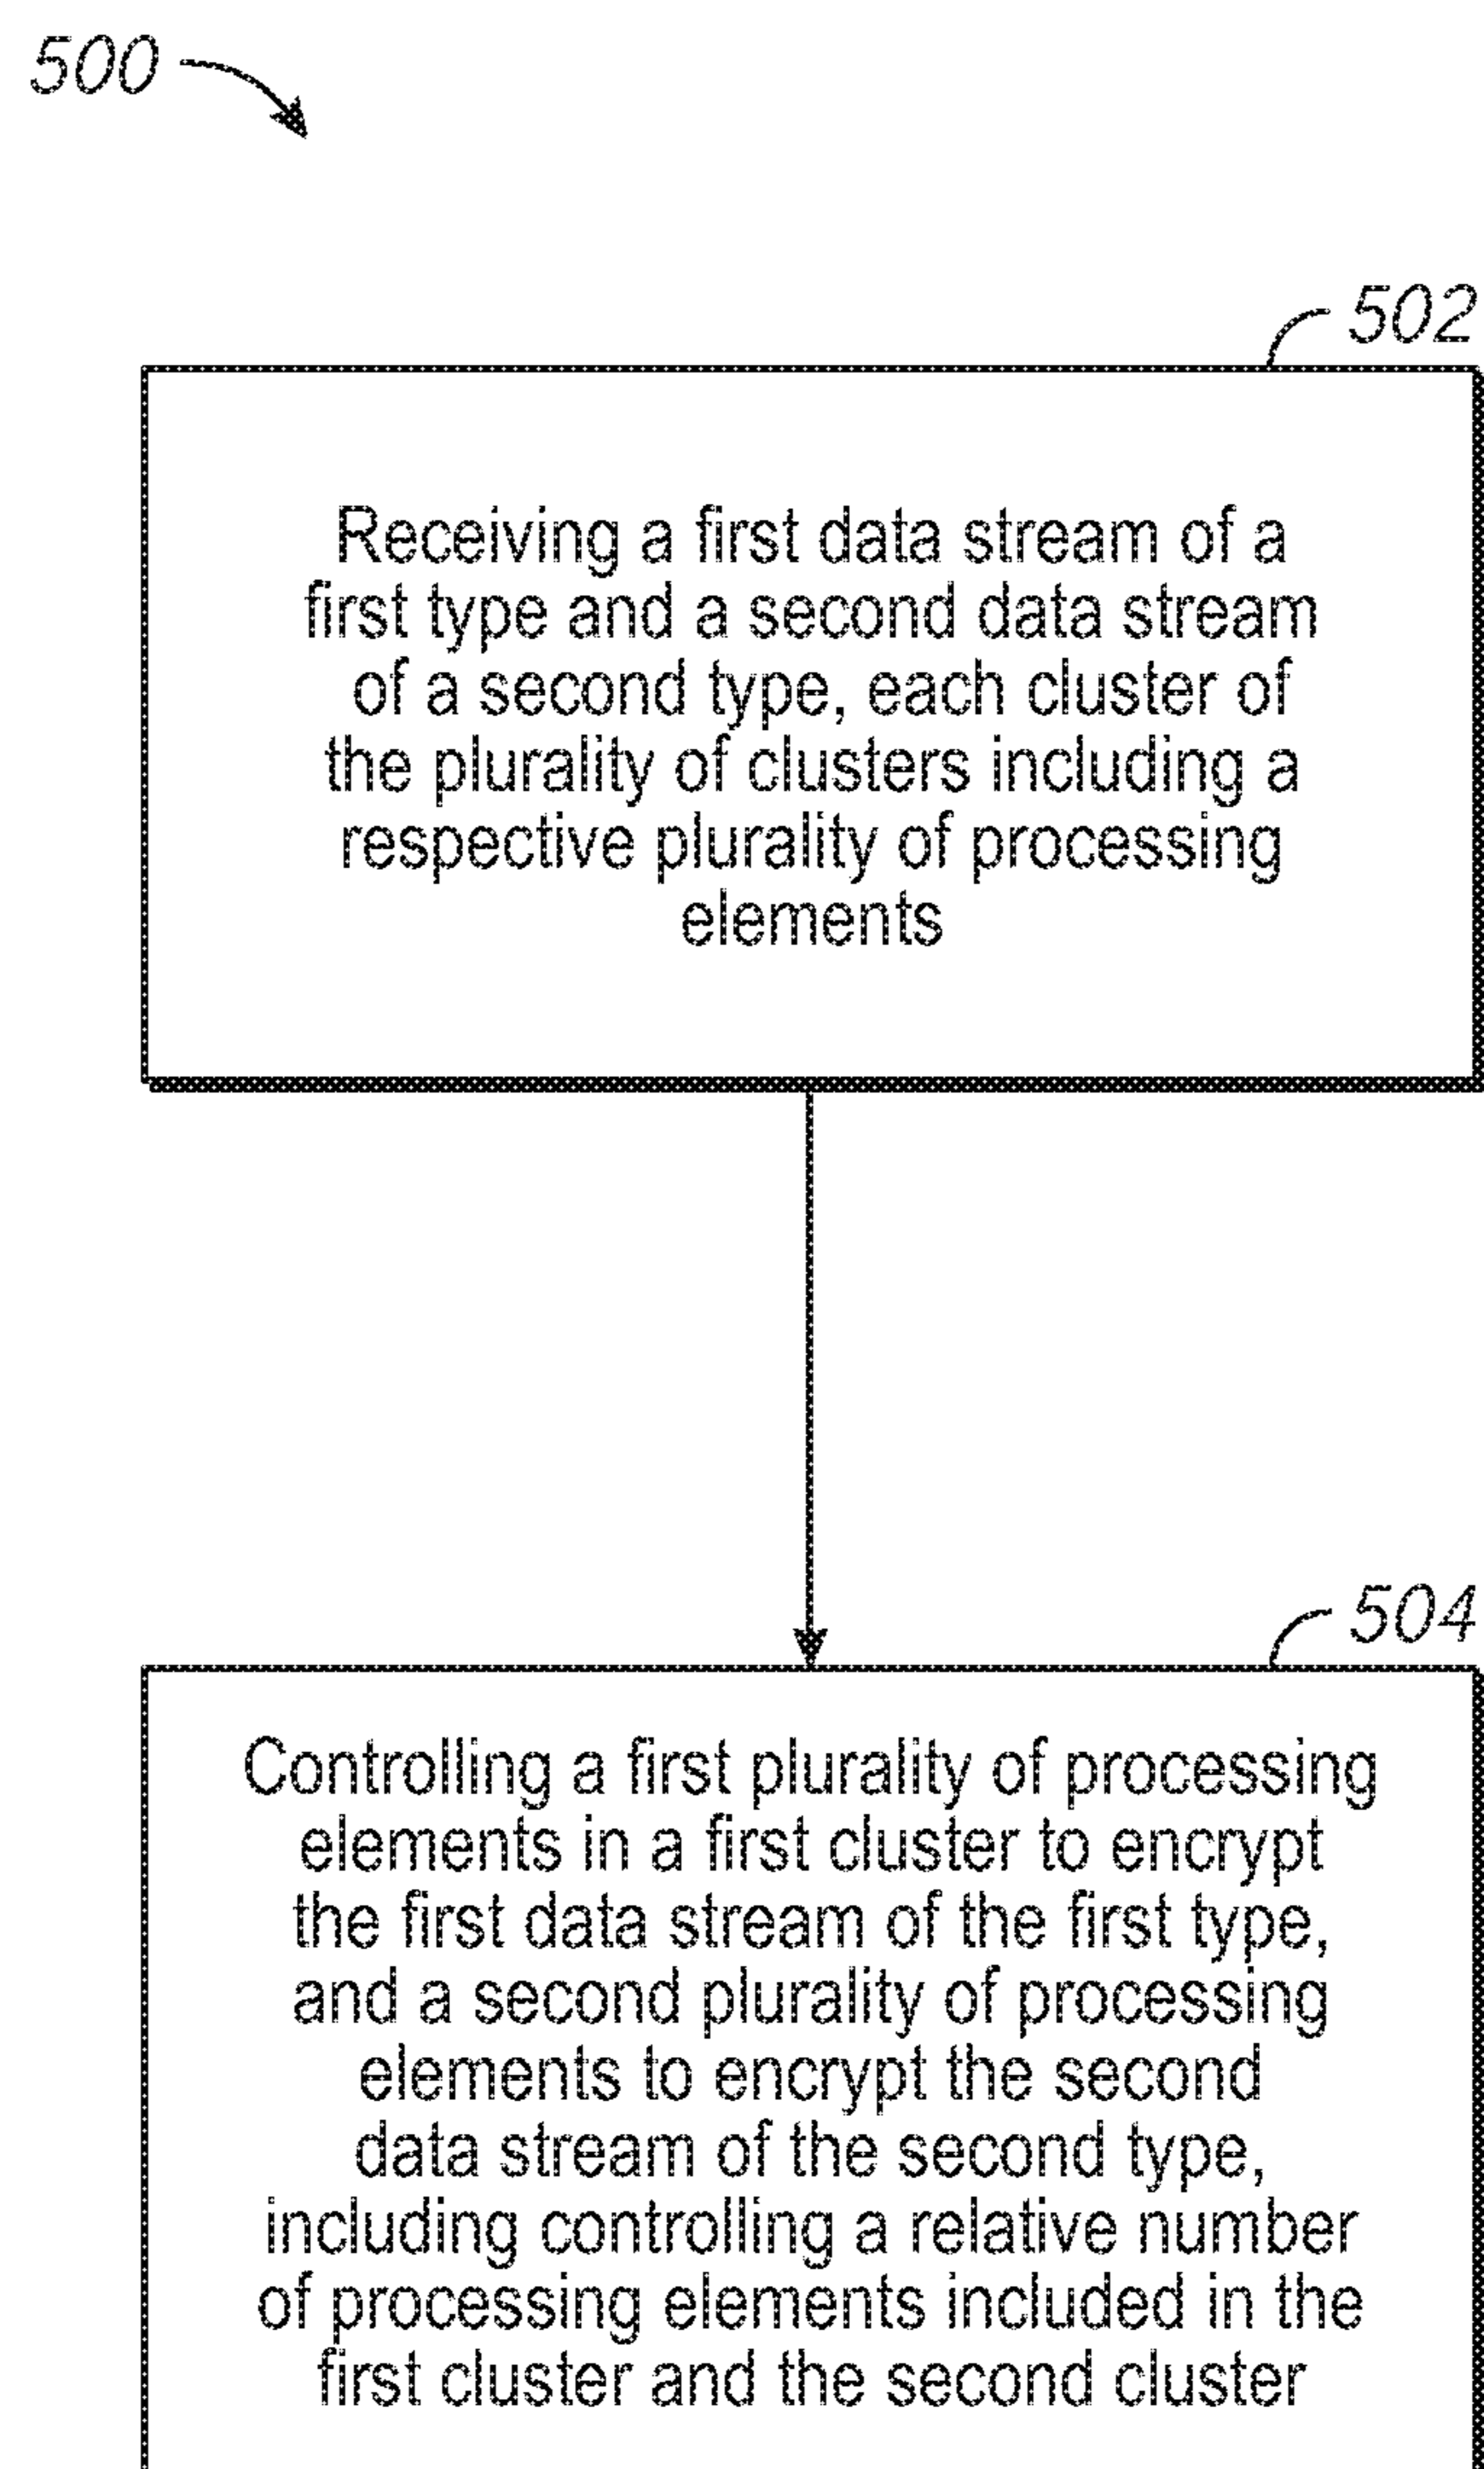 500
502
Receiving a first data stream of a
first type and a second data stream
of a second type, each cluster of
the plurality of clusters including a
respective plurality of processing
elements
504
Controlling a first plurality of processing
elements in a first cluster to encrypt
the first data stream of the first type,
and a second plurality of processing
elements to encrypt the second
data stream of the second type,
including controlling a relative number
of processing elements included in the
first cluster and the second cluster